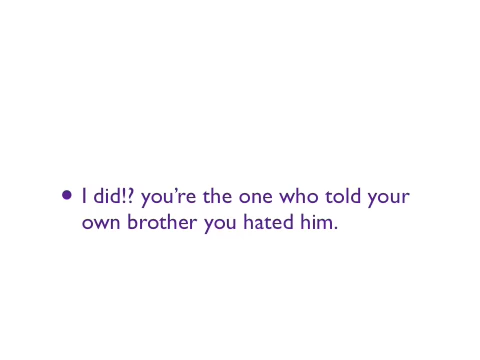 • I did!? you’re the one who told your
own brother you hated him.